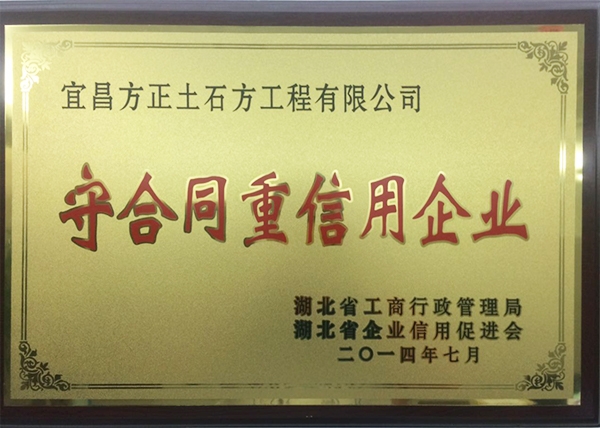 宜昌方正土石方工程有限公司
守合同重信用企业
湖北省工商行政管理局
湖北省企业信用促进会
二〇一四年七月